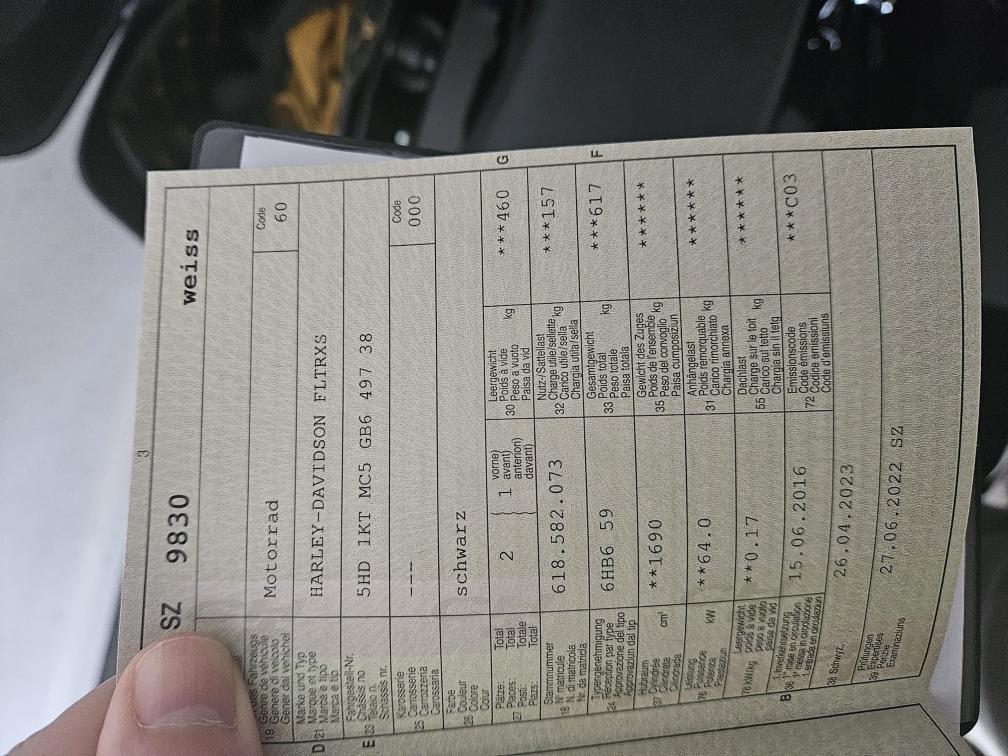 3
SZ 9830 weiss
19 Genre de véhicule
Genere di veicolo
Gener dal vehichel
Motorrad
Code
60
D 21 Marke und Typ
Marque et type
Marca e tipo
Marca e tip
HARLEY-DAVIDSON FLTRXS
E 23 Fahrgestell-Nr.
Châssis no
Telaio n.
Schassis nr.
5HD 1KT MC5 GB6 497 38
25 Karosserie
Carrosserie
Carrozzeria
Carossaria
---
Code
000
26 Farbe
Couleur
Colore
Colur
schwarz
27 Plätze: Total
Places: Total
Posti: Totale
Plazs: Total
2 } 1 vorne)
avant)
anteriori)
davant)
30 Leergewicht
Poids à vide
Peso a vuoto
Paisa da vid
kg
***460 G
18 Stammnummer
N° matricule
N. di matricola
Nr. da matricla
618.582.073
32 Nutz-/Sattellast
Charge utile/sellette
Carico utile/sella
Chargia utila/sella
kg
***157
24 Typengenehmigung
Réception par type
Approvazione del tipo
Approvaziun dal tip
6HB6 59
33 Gesamtgewicht
Poids total
Peso totale
Paisa totala
kg
***617 F
37 Hubraum
Cylindrée
Cilindrata
Cilindrada
cm³
**1690
35 Gewicht des Zuges
Poids de l'ensemble
Peso del convoglio
Paisa cumposiziun
kg
******
76 Leistung
Puissance
Potenza
Prestaziun
kW
**64.0
31 Anhängelast
Poids remorquable
Carico rimorchiato
Chargia annexa
kg
******
78 kW/kg
Leergewicht
poids à vide
peso a vuoto
paisa da vid
**0.17
55 Dachlast
Charge sur le toit
Carico sul tetto
Chargia sin il tetg
kg
******
B 36 1. Inverkehrsetzung
1re mise en circulation
1a messa in circolazione
1. entrada en circulaziun
15.06.2016
72 Emissionscode
Code émissions
Codice emissioni
Code d'emissiuns
***C03
38 Schwyz,
26.04.2023
39 Prüfungen
Expertises
Perizie
Examinaziuns
27.06.2022 SZ